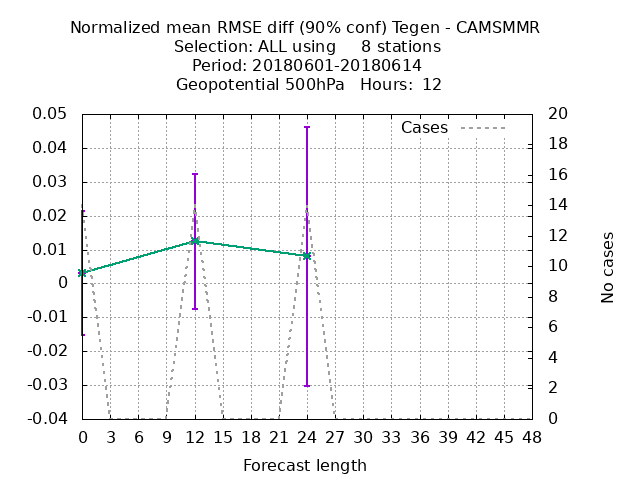 Normalized mean RMSE diff (90% conf) Tegen - CAMSMMR
Selection: ALL using 8 stations
Period: 20180601-20180614
Geopotential 500hPa Hours: 12
Cases
0.05
0.04
0.03
0.02
0.01
0
-0.01
-0.02
-0.03
-0.04
20
18
16
14
12
10
8
6
4
2
0
No cases
0 3 6 9 12 15 18 21 24 27 30 33 36 39 42 45 48
Forecast length